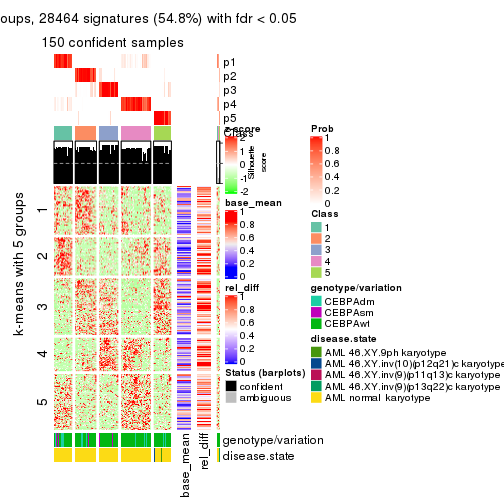 oups, 28464 signatures (54.8%) with fdr < 0.05
150 confident samples
p1
p2
p3
p4
p5
Class
z-score
2
1
0
-1
-2
Silhouette
score
k-means with 5 groups
1
2
3
4
5
base_mean
1
0.8
0.6
0.4
0.2
0
rel_diff
1
0.8
0.6
0.4
0.2
0
Status (barplots)
confident
ambiguous
Prob
1
0.8
0.6
0.4
0.2
0
Class
1
2
3
4
5
genotype/variation
CEBPAdm
CEBPAsm
CEBPAwt
disease.state
AML 46.XY.9ph karyotype
AML 46.XY.inv(10)(p12q21)c karyotype
AML 46.XY.inv(9)(p11q13)c karyotype
AML 46.XY.inv(9)(p13q22)c karyotype
AML normal karyotype
genotype/variation
disease.state
base_mean
rel_diff